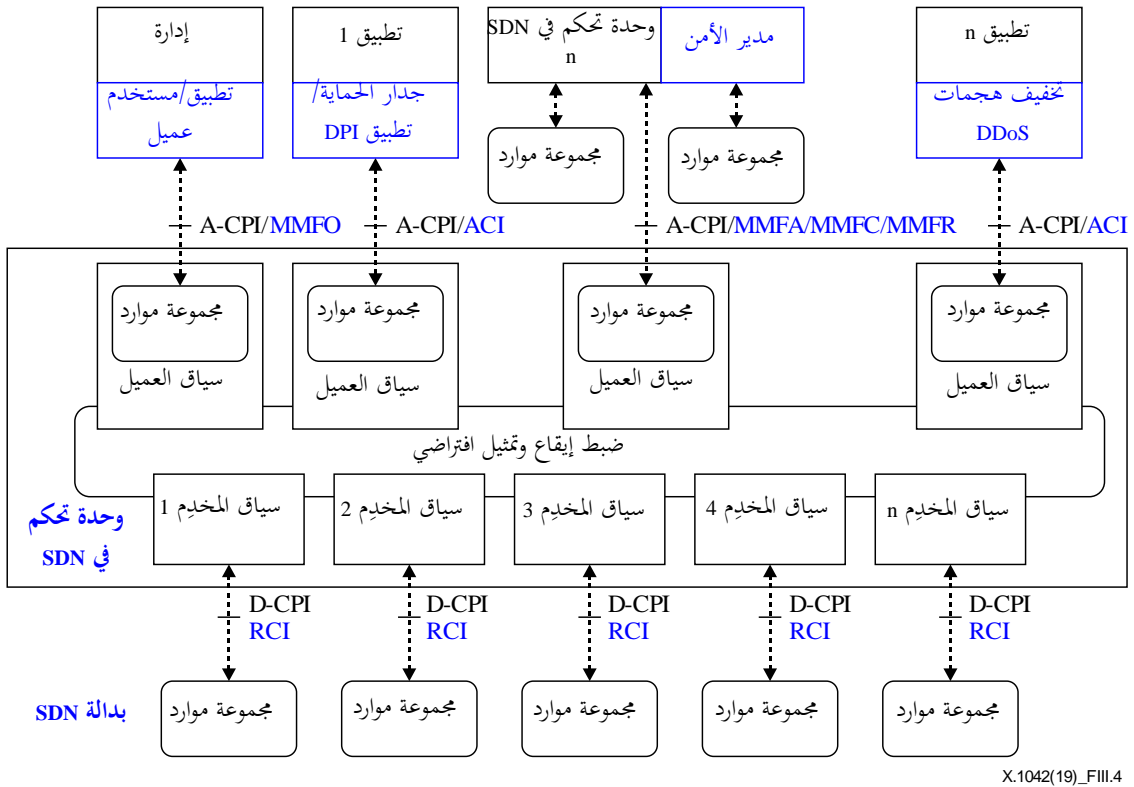 إدارة
تطبيق/مستخدم
عميل
تطبيق 1
جدار الحماية/
تطبيق DPI
وحدة تحكم في SDN
n
مدير الأمن
تطبيق n
تخفيف هجمات
DDoS
مجموعة موارد
مجموعة موارد
A-CPI/MMFO
A-CPI/ACI
A-CPI/MMFA/MMFC/MMFR
A-CPI/ACI
مجموعة موارد
مجموعة موارد
مجموعة موارد
مجموعة موارد
سياق العميل
سياق العميل
سياق العميل
سياق العميل
ضبط إيقاع وتمثيل افتراضي
سياق المخدِم 1
سياق المخدِم 2
سياق المخدِم 3
سياق المخدِم 4
سياق المخدِم n
وحدة تحكم
في SDN
D-CPI
RCI
D-CPI
RCI
D-CPI
RCI
D-CPI
RCI
D-CPI
RCI
بدالة SDN
مجموعة موارد
مجموعة موارد
مجموعة موارد
مجموعة موارد
مجموعة موارد
X.1042(19)_FIII.4